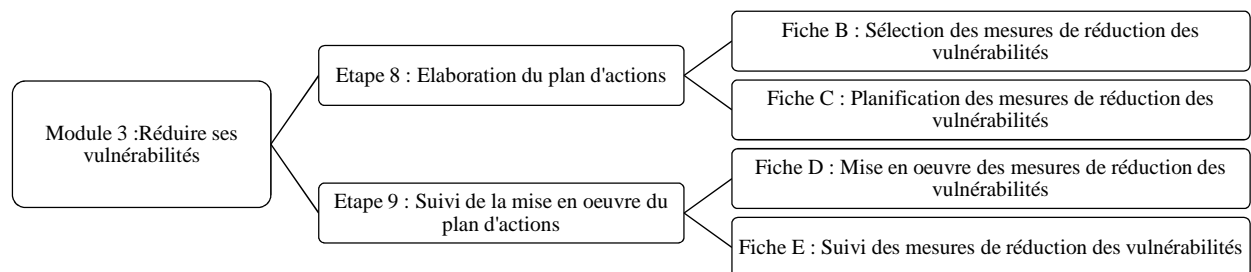 Module 3 :Réduire ses
vulnérabilités
Etape 8 : Elaboration du plan d'actions
Fiche B : Sélection des mesures de réduction des
vulnérabilités
Fiche C : Planification des mesures de réduction des
vulnérabilités
Etape 9 : Suivi de la mise en oeuvre du
plan d'actions
Fiche D : Mise en oeuvre des mesures de réduction des
vulnérabilités
Fiche E : Suivi des mesures de réduction des vulnérabilités